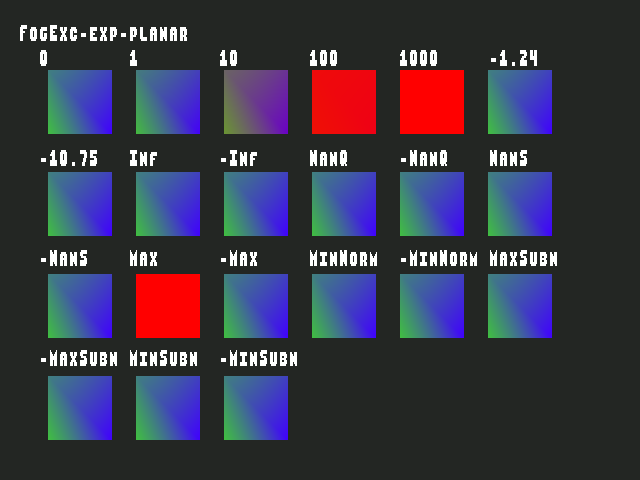 FogExc-exp-planar
0 1 10 100 1000 -1.24
-10.75 Inf -Inf NanQ -NanQ NanS
-NanS Max -Max MinNorm -MinNorm MaxSubn
-MaxSubn MinSubn -MinSubn